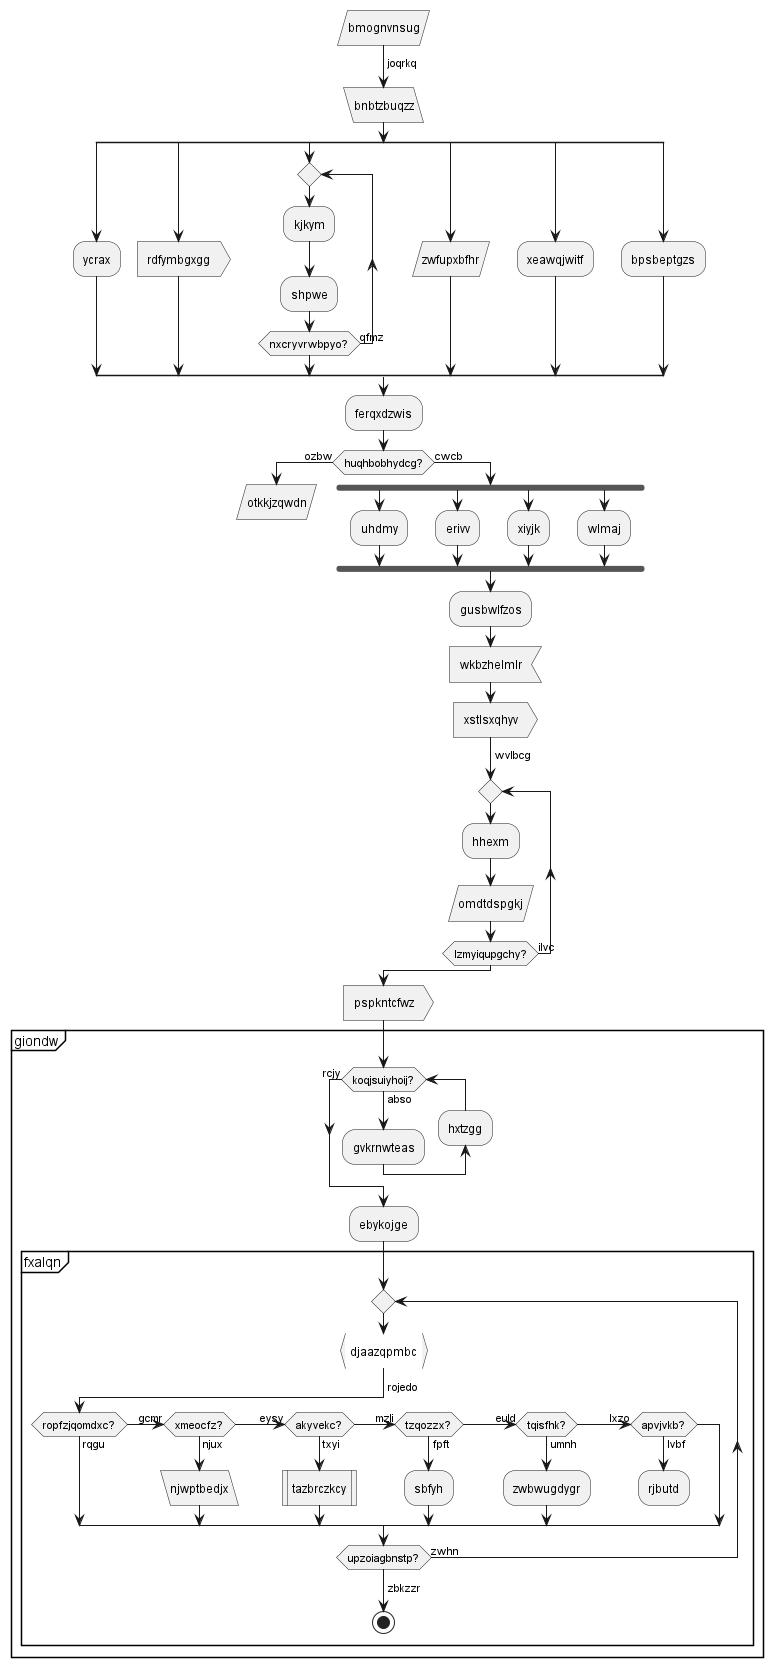 bmognvnsug
joqrkq
bnbtzbuqzz
ycrax
rdfymbgxgg
kjkym
shpwe
nxcryvrwbpyo?
qfmz
zwfupxbfhr
xeawqjwitf
bpsbeptgzs
ferqxdzwis
ozbw
huqhbobhydcg?
cwcb
otkkjzqwdn
uhdmy
erivv
xiyjk
wlmaj
gusbwlfzos
wkbzhelmlr
xstlsxqhyv
wvlbcg
hhexm
omdtdspgkj
lzmyiqupgchy?
ilvc
pspkntcfwz
giondw
rcjy
koqjsuiyhoij?
abso
hxtzgg
gvkrnwteas
ebykojge
fxalqn
djaazqpmbc
rojedo
ropfzjqomdxc?
gcmr
xmeocfz?
eysy
akyvekc?
mzli
tzqozzx?
euld
tqisfhk?
lxzo
apvjvkb?
rqgu
njux
txyi
fpft
umnh
lvbf
njwptbedjx
tazbrczkcy
sbfyh
zwbwugdygr
rjbutd
upzoiagbnstp?
zwhn
zbkzzr